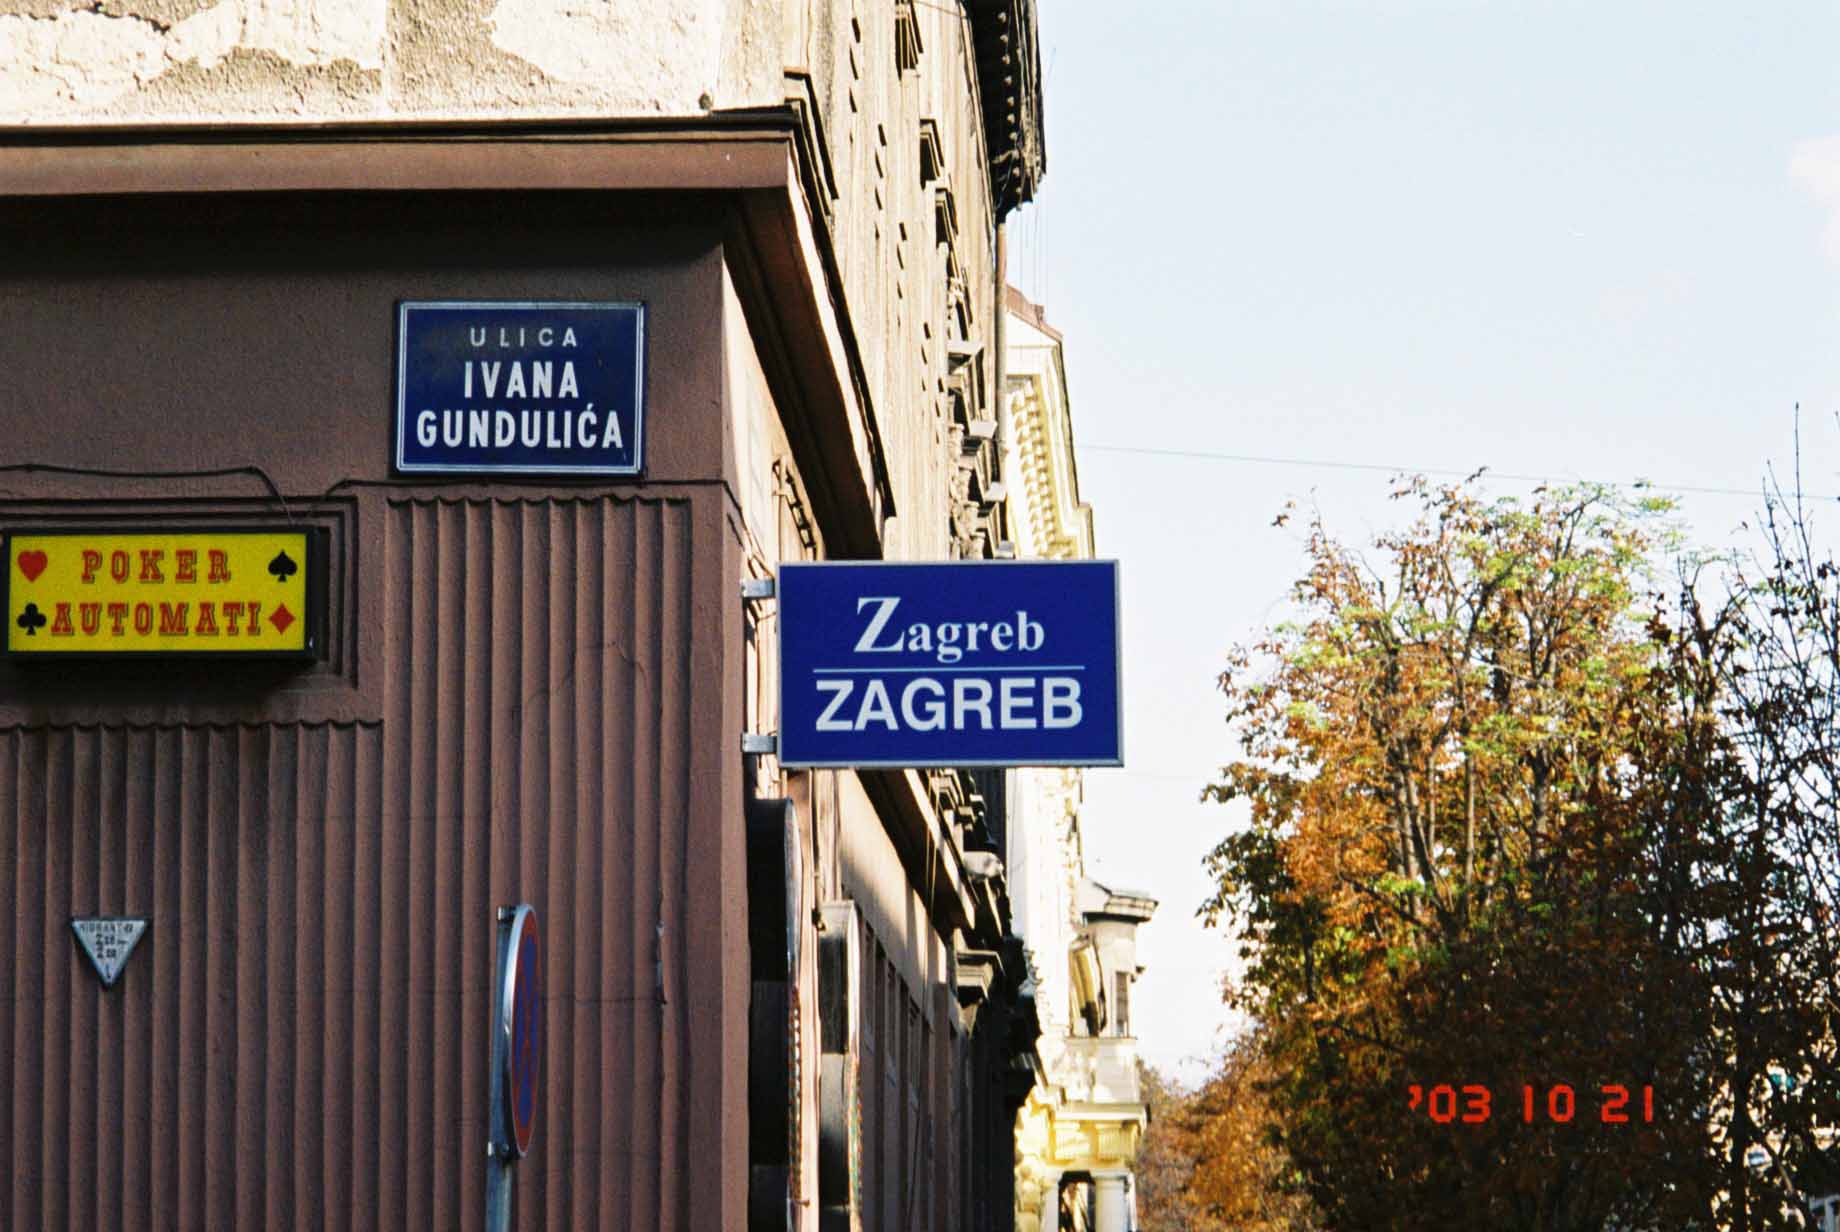 ULICA
IVANA
GUNDULIĆA
POKER
AUTOMATI
Zagreb
ZAGREB
'03 10 21